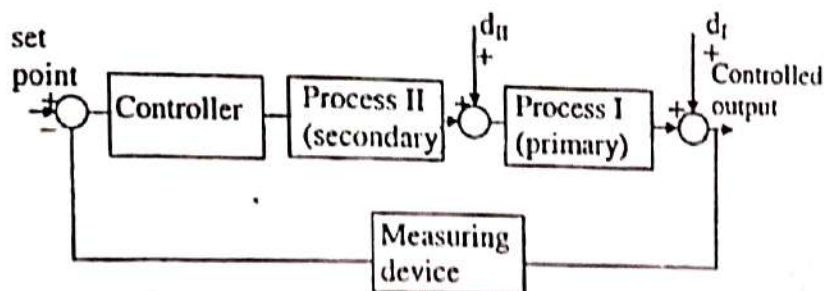 set
point
+
−
Controller
Process II
(secondary
d_II
+
+
Process I
(primary)
d_I
+
+
Controlled
output
Measuring
device